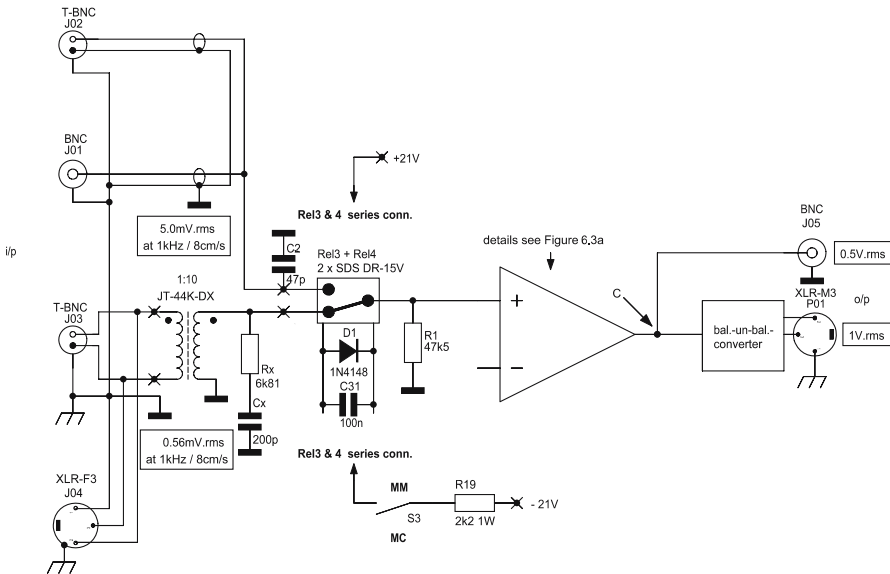 T-BNC
J02
BNC
J01
+21V
5.0mV.rms
at 1kHz / 8cm/s
Rel3 & 4 series conn.
C2
47p
Rel3 + Rel4
2 x SDS DR-15V
details see Figure 6.3a
BNC
J05
0.5V.rms
i/p
1:10
JT-44K-DX
T-BNC
J03
C
XLR-M3
P01
o/p
+
R1
47k5
bal.-un-bal.-
converter
1V.rms
D1
1N4148
Rx
6k81
–
C31
100n
Cx
200p
0.56mV.rms
at 1kHz / 8cm/s
Rel3 & 4 series conn.
XLR-F3
J04
MM
S3
MC
R19
2k2 1W
- 21V